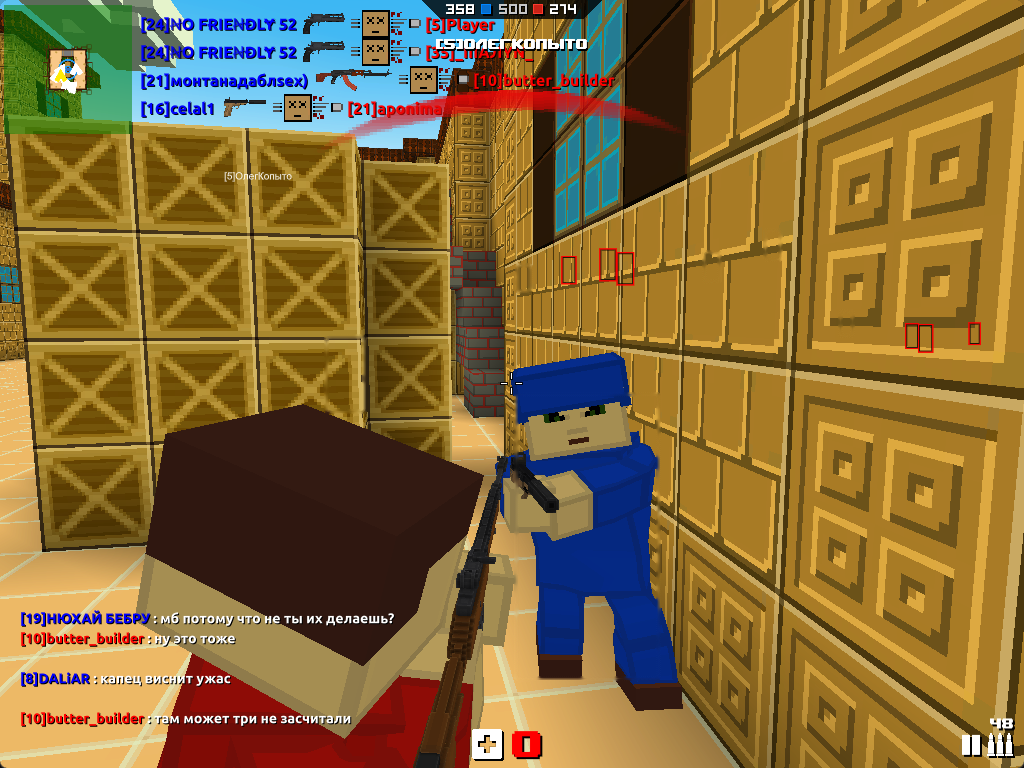 358 500 274
[24]NO FRIENDLY 52 [5]Player
[5]ОЛЕГКОПЫТО
[24]NO FRIENDLY 52
[21]монтанадаблsex) [10]butter_builder
[16]celal1 [21]aponima
[5]ОлегКопыто
[19]НЮХАЙ БЕБРУ : мб потому что не ты их делаешь?
[10]butter_builder : ну это тоже
[8]DALiAR : капец виснит ужас
[10]butter_builder : там может три не засчитали
48
0